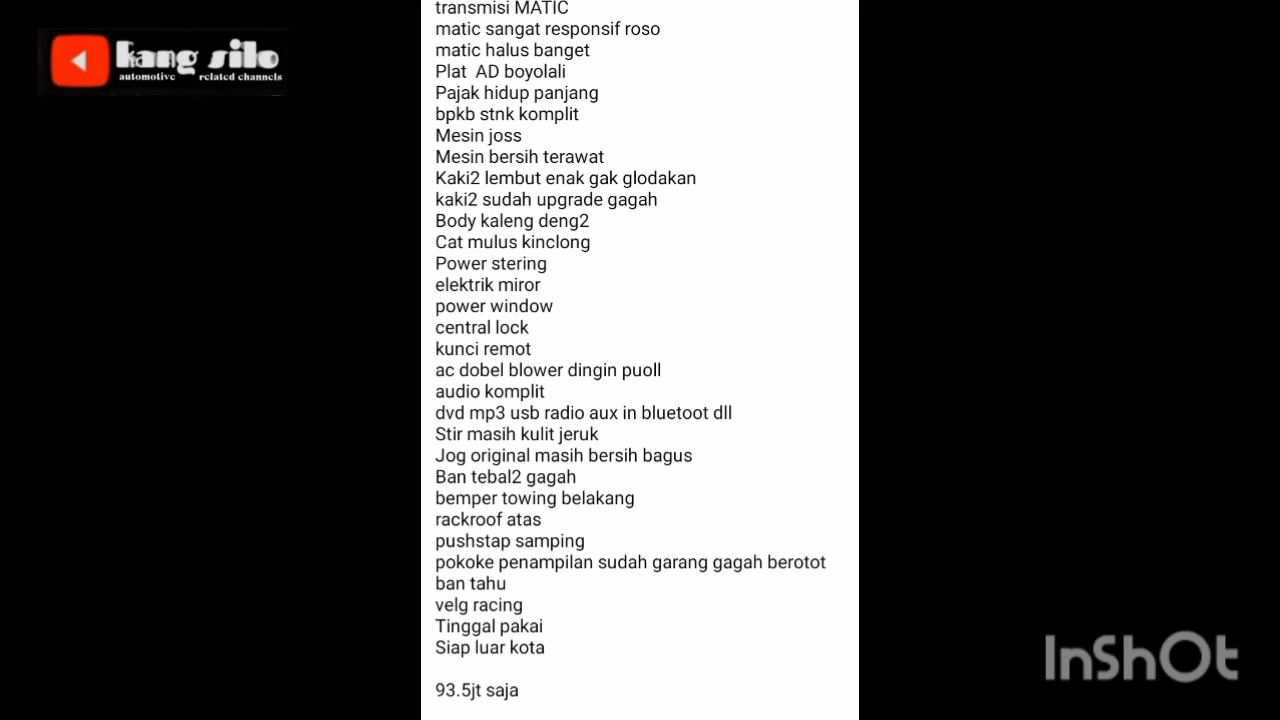 Kang silo
automotive related channels
transmisi MATIC
matic sangat responsif roso
matic halus banget
Plat AD boyolali
Pajak hidup panjang
bpkb stnk komplit
Mesin joss
Mesin bersih terawat
Kaki2 lembut enak gak glodakan
kaki2 sudah upgrade gagah
Body kaleng deng2
Cat mulus kinclong
Power stering
elektrik miror
power window
central lock
kunci remot
ac dobel blower dingin puoll
audio komplit
dvd mp3 usb radio aux in bluetoot dll
Stir masih kulit jeruk
Jog original masih bersih bagus
Ban tebal2 gagah
bemper towing belakang
rackroof atas
pushstap samping
pokoke penampilan sudah garang gagah berotot
ban tahu
velg racing
Tinggal pakai
Siap luar kota
93.5jt saja
InShOt